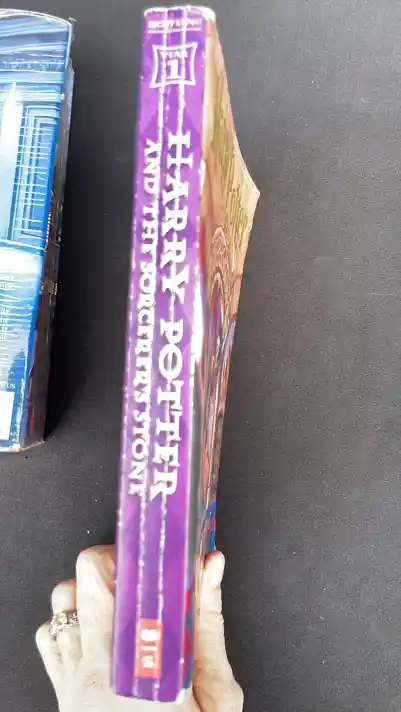 YEAR
1
HARRY POTTER
AND THE SORCERER'S STONE